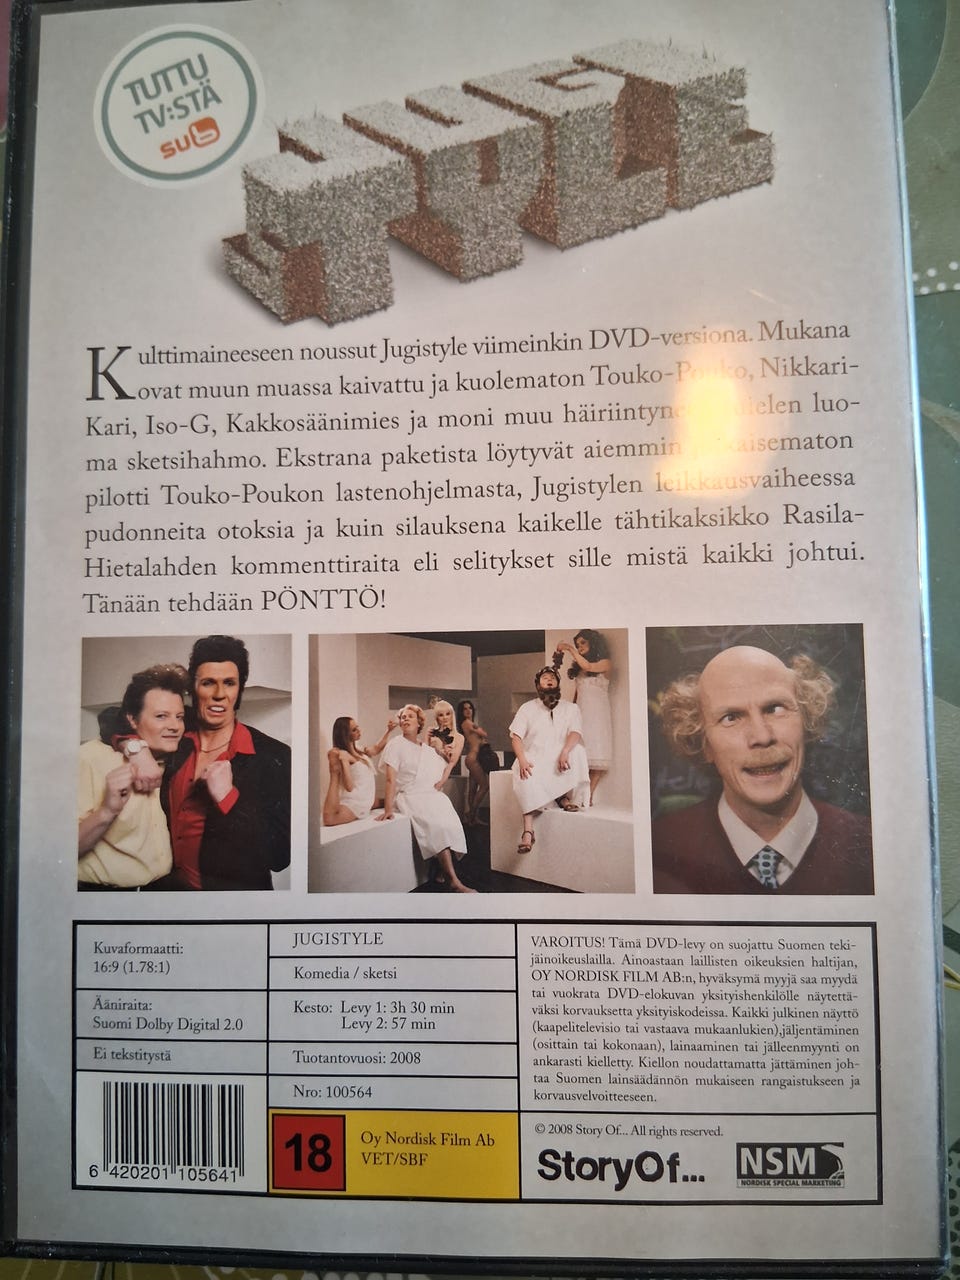 TUTTU
TV:STÄ
sub
JUGI
STYLE
Kulttimaineeseen noussut Jugistyle viimeinkin DVD-versiona. Mukana
ovat muun muassa kaivattu ja kuolematon Touko-Pouko, Nikkari-
Kari, Iso-G, Kakkosäänimies ja moni muu luo-
ma sketsihahmo. Ekstrana paketista löytyvät aiemmin
pilotti Touko-Poukon lastenohjelmasta, Jugistylen leikkausvaiheessa
pudonneita otoksia ja kuin silauksena kaikelle tähtikaksikko Rasila-
Hietalahden kommenttiraita eli selitykset sille mistä kaikki johtui.
Tänään tehdään PÖNTTÖ!
Kuvaformaatti:
16:9 (1.78:1)
Ääniraita:
Suomi Dolby Digital 2.0
Ei tekstitystä
6 420201 105641
JUGISTYLE
Komedia / sketsi
Kesto: Levy 1: 3h 30 min
Levy 2: 57 min
Tuotantovuosi: 2008
Nro: 100564
18
Oy Nordisk Film Ab
VET/SBF
VAROITUS! Tämä DVD-levy on suojattu Suomen teki-
jäinoikeuslailla. Ainoastaan laillisten oikeuksien haltijan,
OY NORDISK FILM AB:n, hyväksymä myyjä saa myydä
tai vuokrata DVD-elokuvan yksityishenkilölle näytettä-
väksi korvauksetta yksityiskodeissa. Kaikki julkinen näyttö
(kaapelitelevisio tai vastaava mukaanlukien),jäljentäminen
(osittain tai kokonaan), lainaaminen tai jälleenmyynti on
ankarasti kielletty. Kiellon noudattamatta jättäminen joh-
taa Suomen lainsäädännön mukaiseen rangaistukseen ja
korvausvelvoitteeseen.
© 2008 Story Of... All rights reserved.
StoryOf...
NSM
NORDISK SPECIAL MARKETING